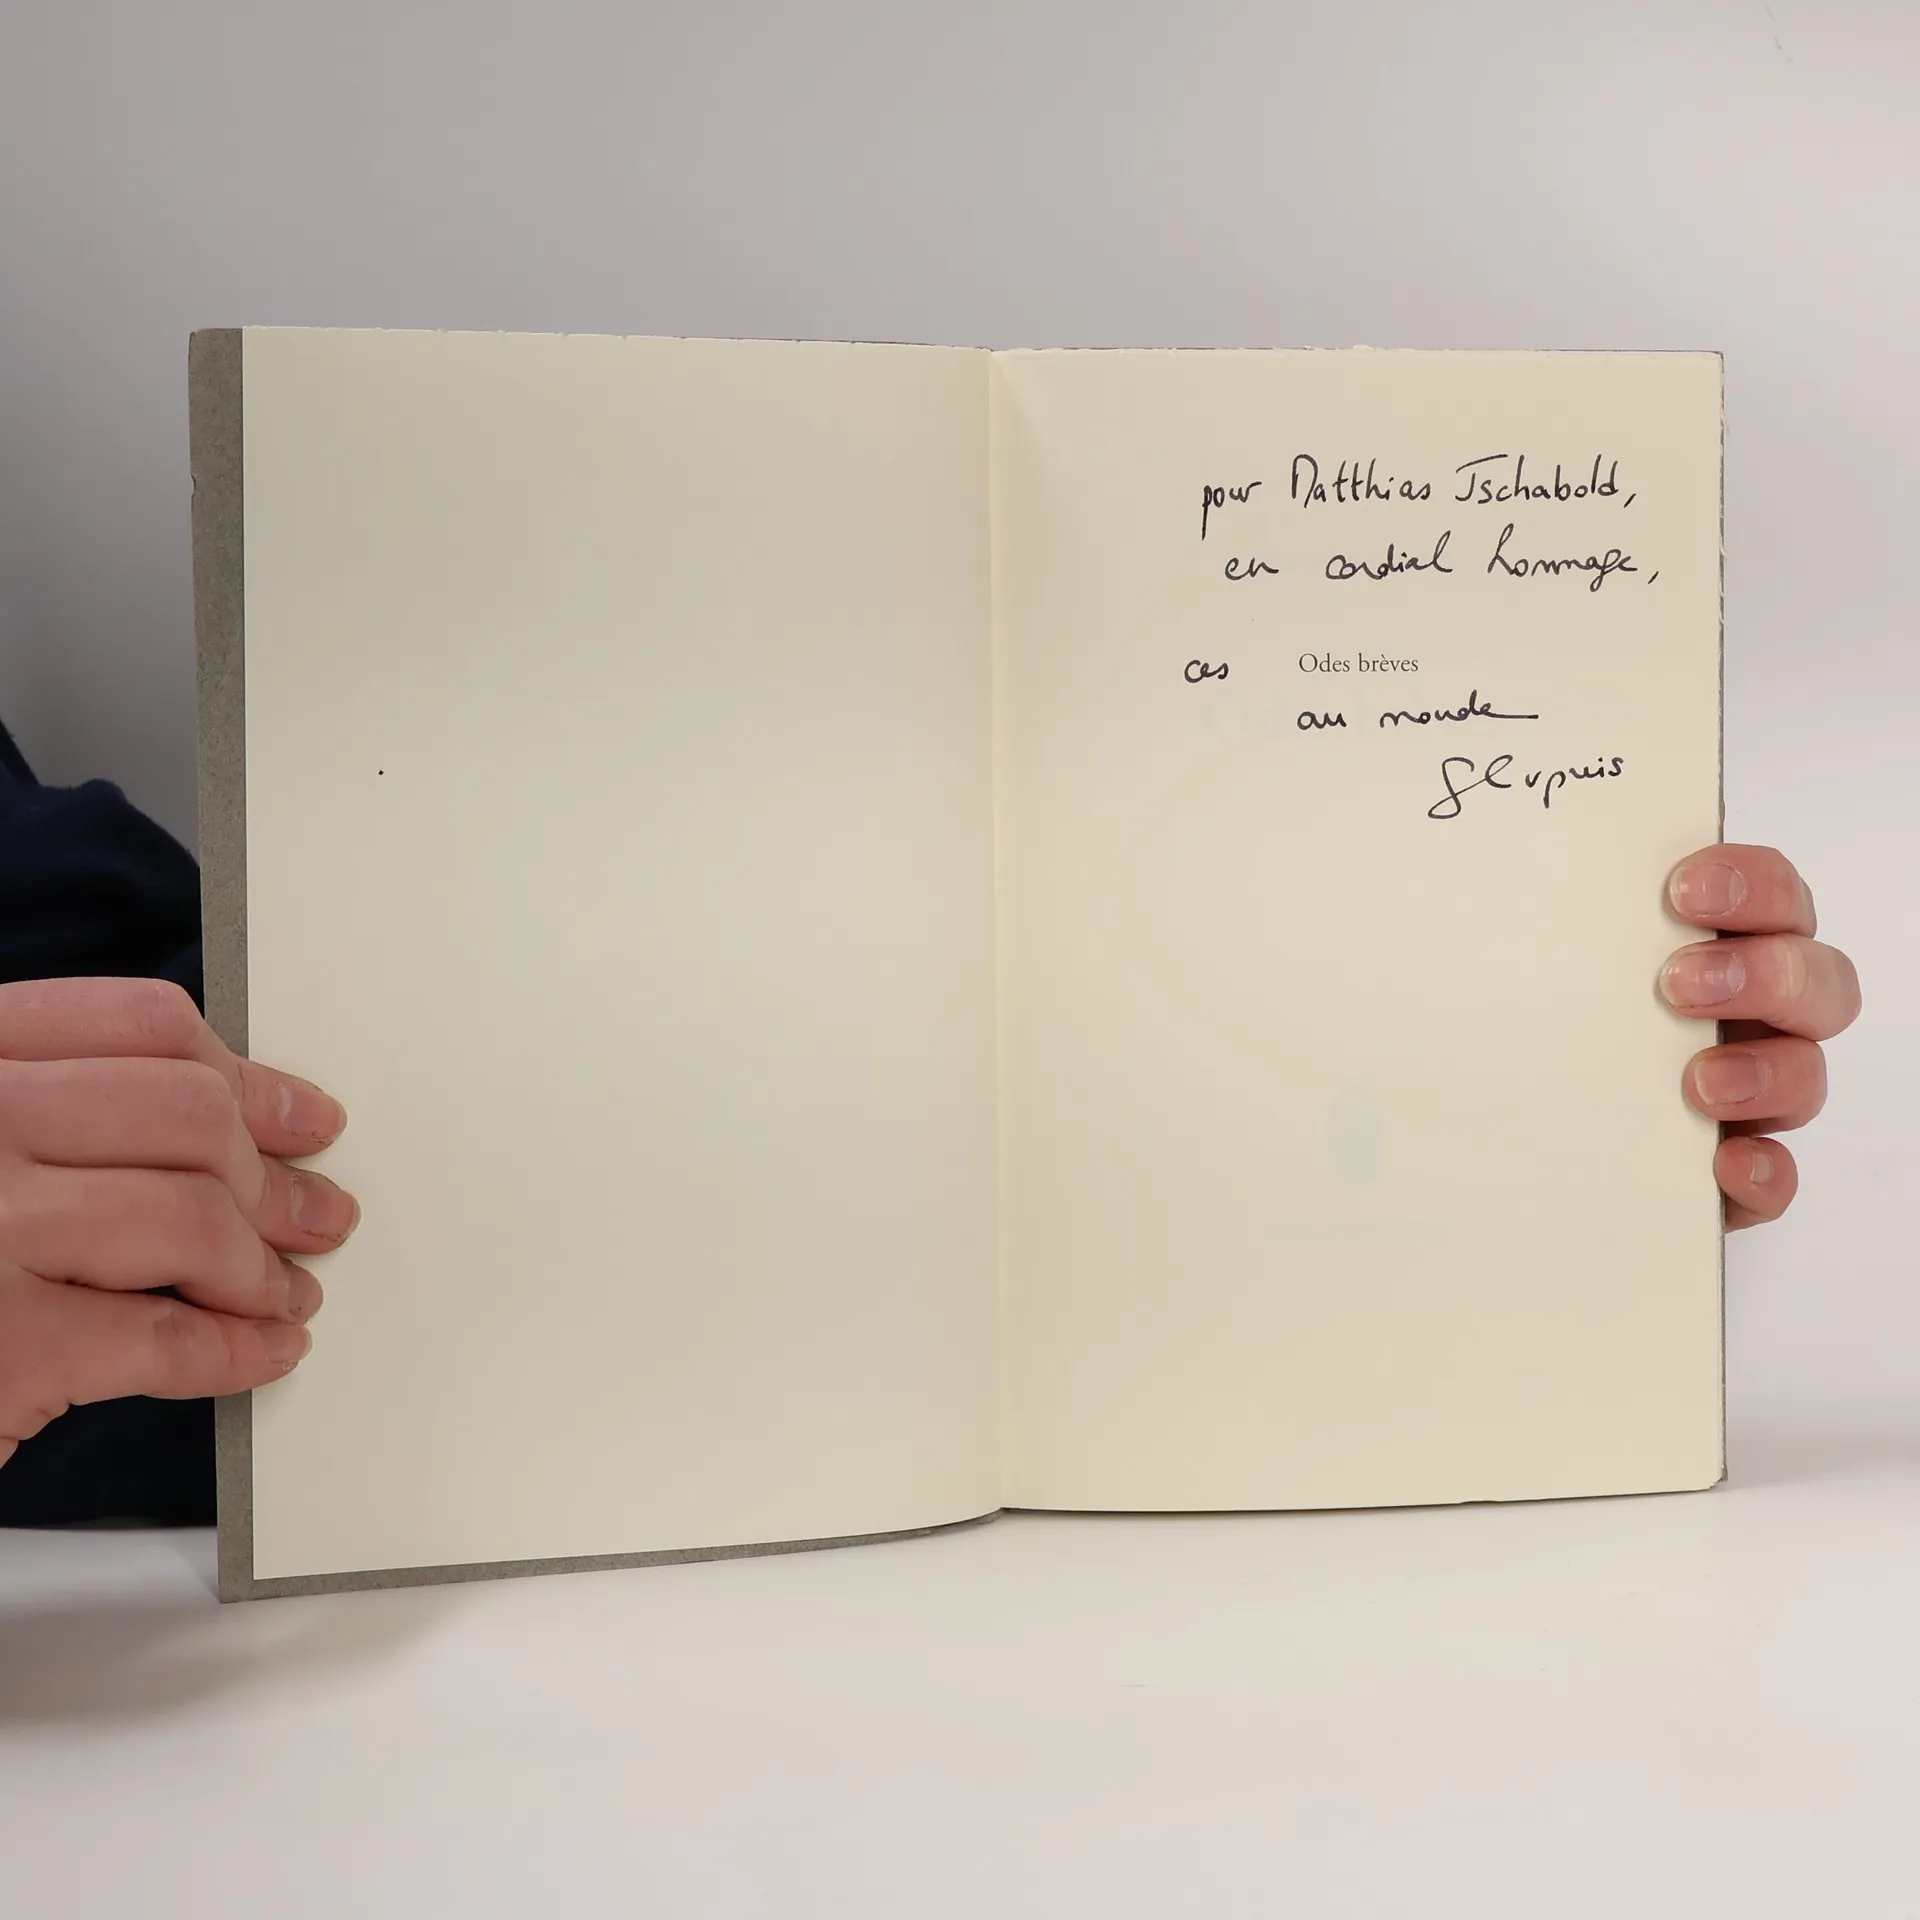 pour Matthias Tschabold,
en cordial hommage,
ces Odes brèves
au monde